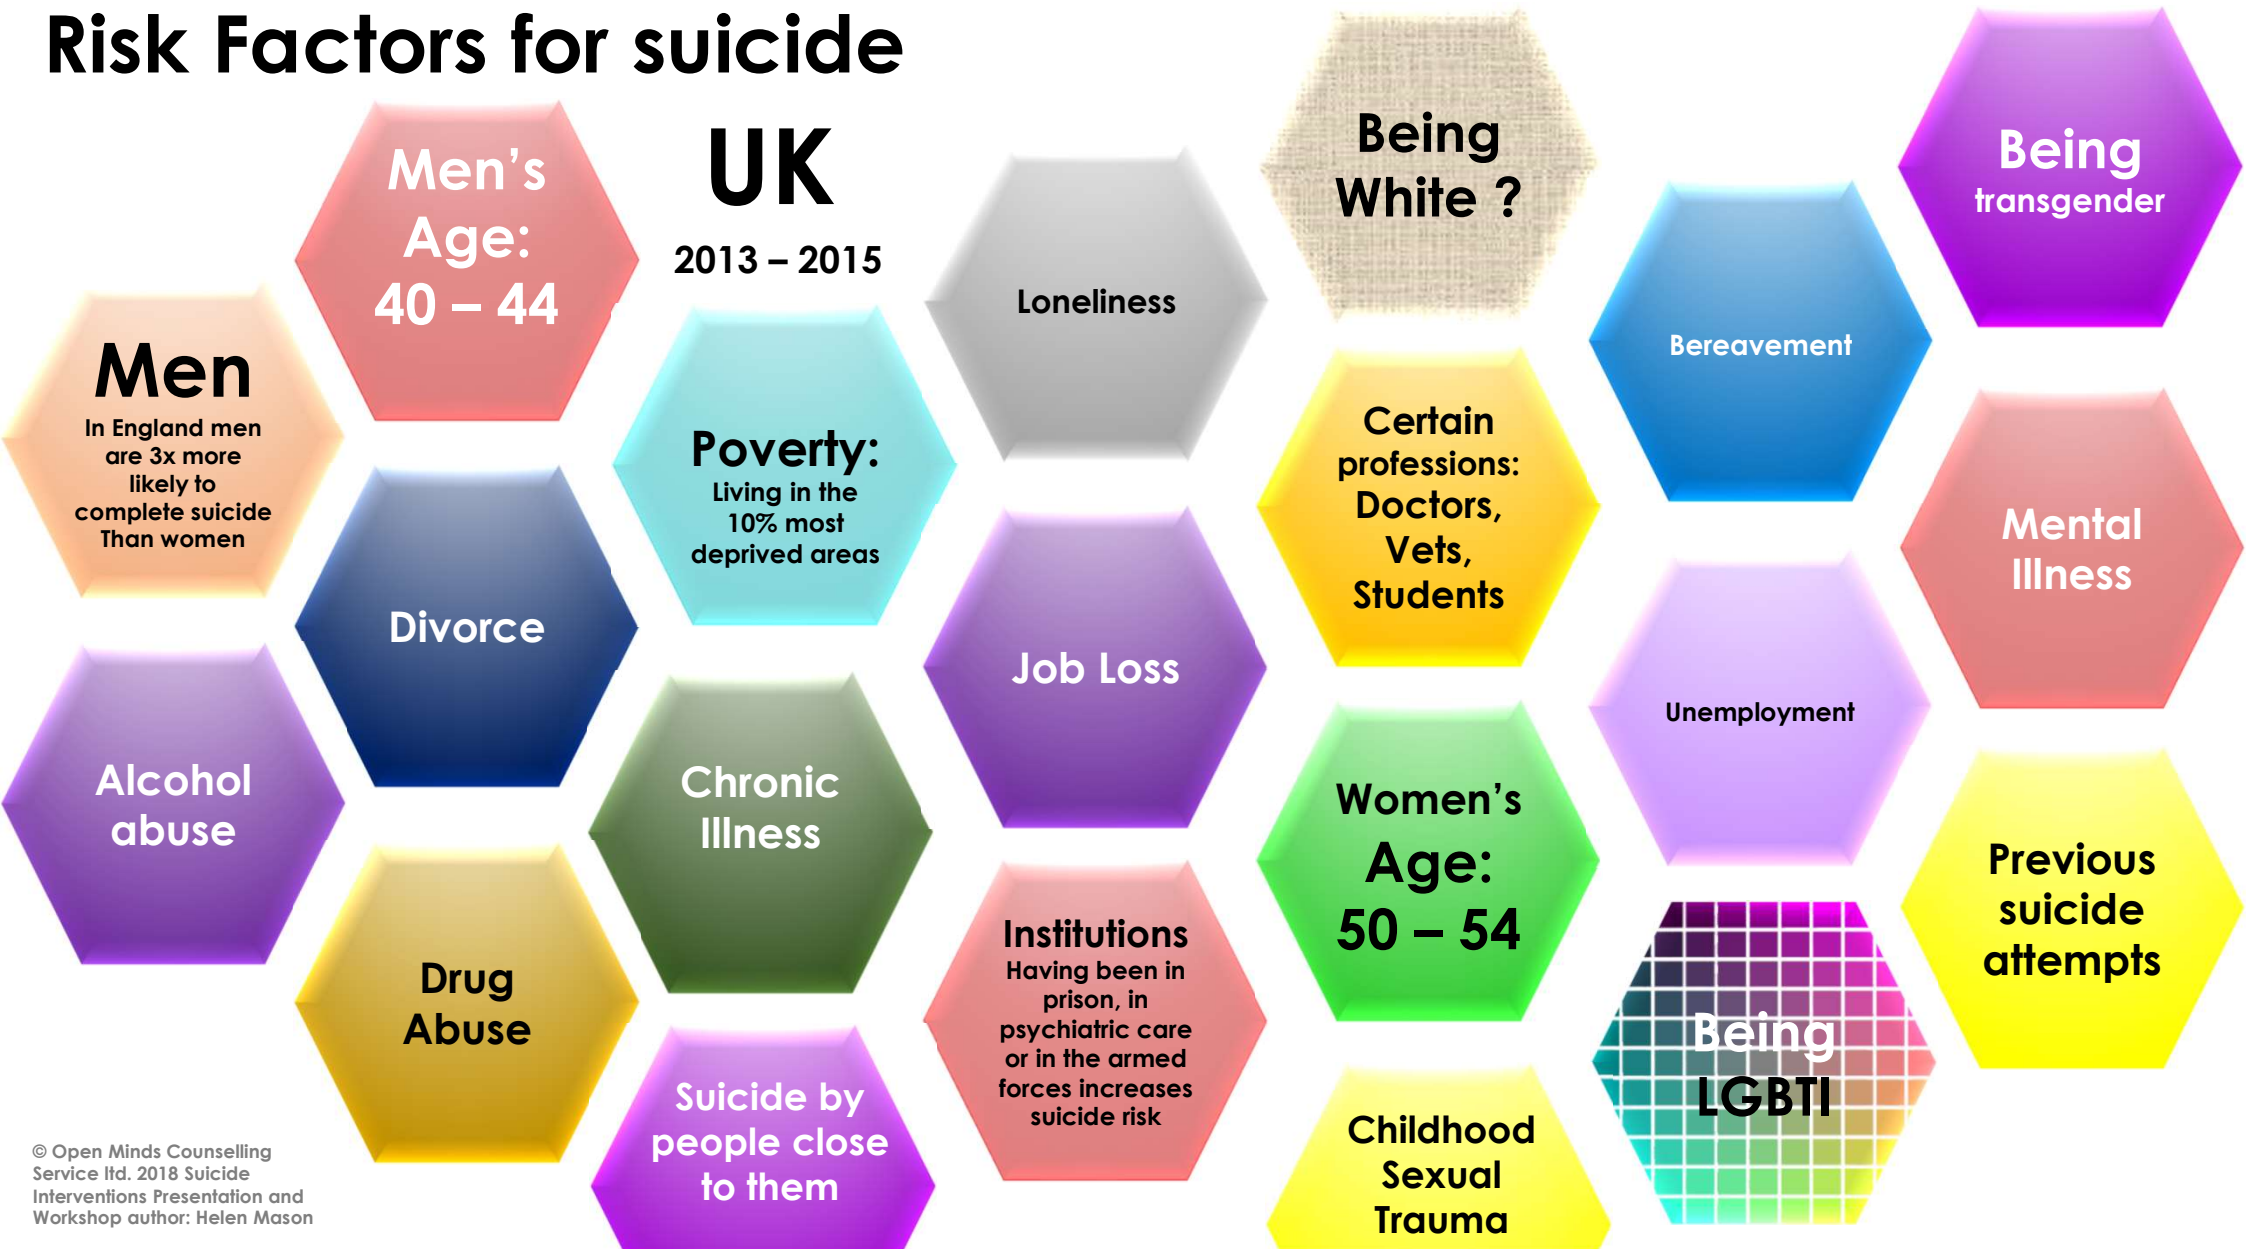 Risk Factors for suicide
UK
2013 – 2015
Men's
Age:
40 – 44
Men
In England men
are 3x more
likely to
complete suicide
Than women
Poverty:
Living in the
10% most
deprived areas
Loneliness
Being
White ?
Being
transgender
Bereavement
Certain
professions:
Doctors,
Vets,
Students
Mental
Illness
Divorce
Job Loss
Unemployment
Alcohol
abuse
Chronic
Illness
Women's
Age:
50 – 54
Previous
suicide
attempts
Drug
Abuse
Institutions
Having been in
prison, in
psychiatric care
or in the armed
forces increases
suicide risk
Being
LGBTI
Suicide by
people close
to them
Childhood
Sexual
Trauma
© Open Minds Counselling
Service ltd. 2018 Suicide
Interventions Presentation and
Workshop author: Helen Mason